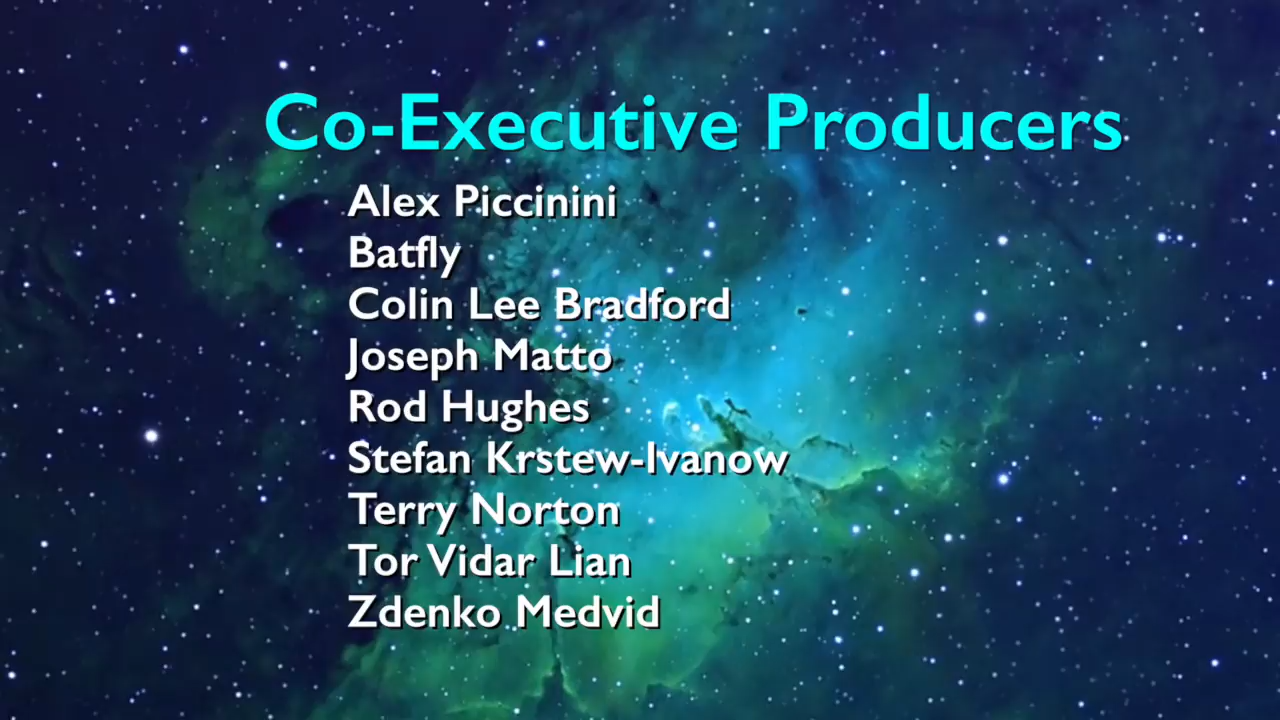 Co-Executive Producers
Alex Piccinini
Batfly
Colin Lee Bradford
Joseph Matto
Rod Hughes
Stefan Krstew-Ivanow
Terry Norton
Tor Vidar Lian
Zdenko Medvid